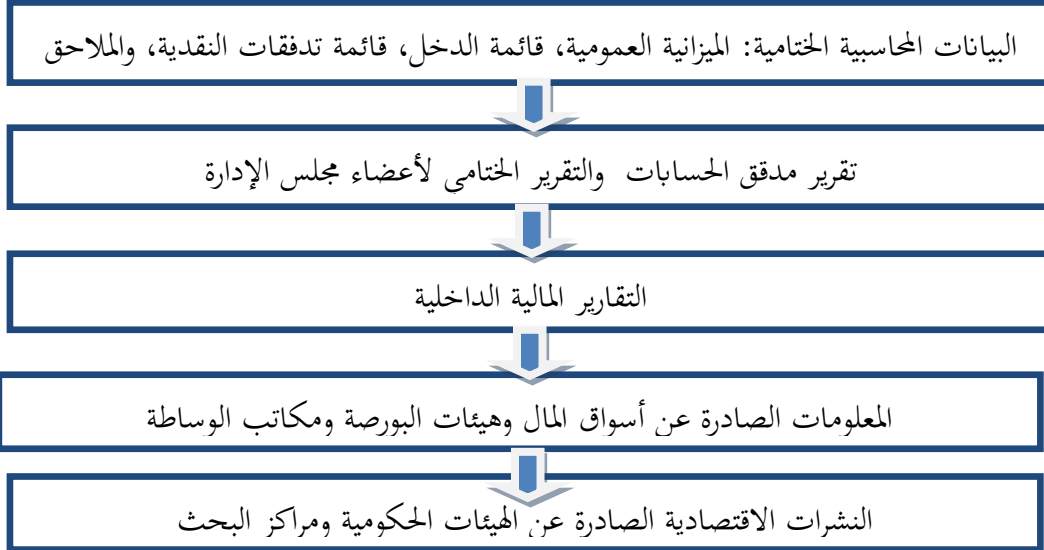 البيانات المحاسبية الختامية: الميزانية العمومية، قائمة الدخل، قائمة تدفقات النقدية، والملاحق
تقرير مدقق الحسابات والتقرير الختامي لأعضاء مجلس الإدارة
التقارير المالية الداخلية
المعلومات الصادرة عن أسواق المال وهيئات البورصة ومكاتب الوساطة
النشرات الاقتصادية الصادرة عن الهيئات الحكومية ومراكز البحث